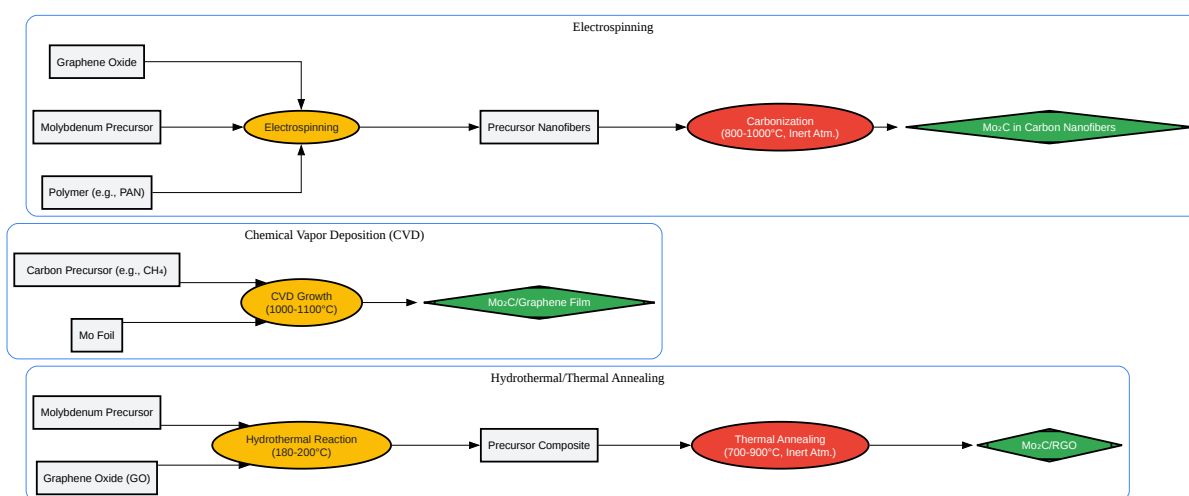 Electrospinning
Graphene Oxide
Molybdenum Precursor
Electrospinning
Precursor Nanofibers
Carbonization
(800-1000°C, Inert Atm.)
Mo₂C in Carbon Nanofibers
Polymer (e.g., PAN)
Chemical Vapor Deposition (CVD)
Carbon Precursor (e.g., CH₄)
CVD Growth
(1000-1100°C)
Mo₂C/Graphene Film
Mo Foil
Hydrothermal/Thermal Annealing
Molybdenum Precursor
Hydrothermal Reaction
(180-200°C)
Precursor Composite
Thermal Annealing
(700-900°C, Inert Atm.)
Mo₂C/RGO
Graphene Oxide (GO)